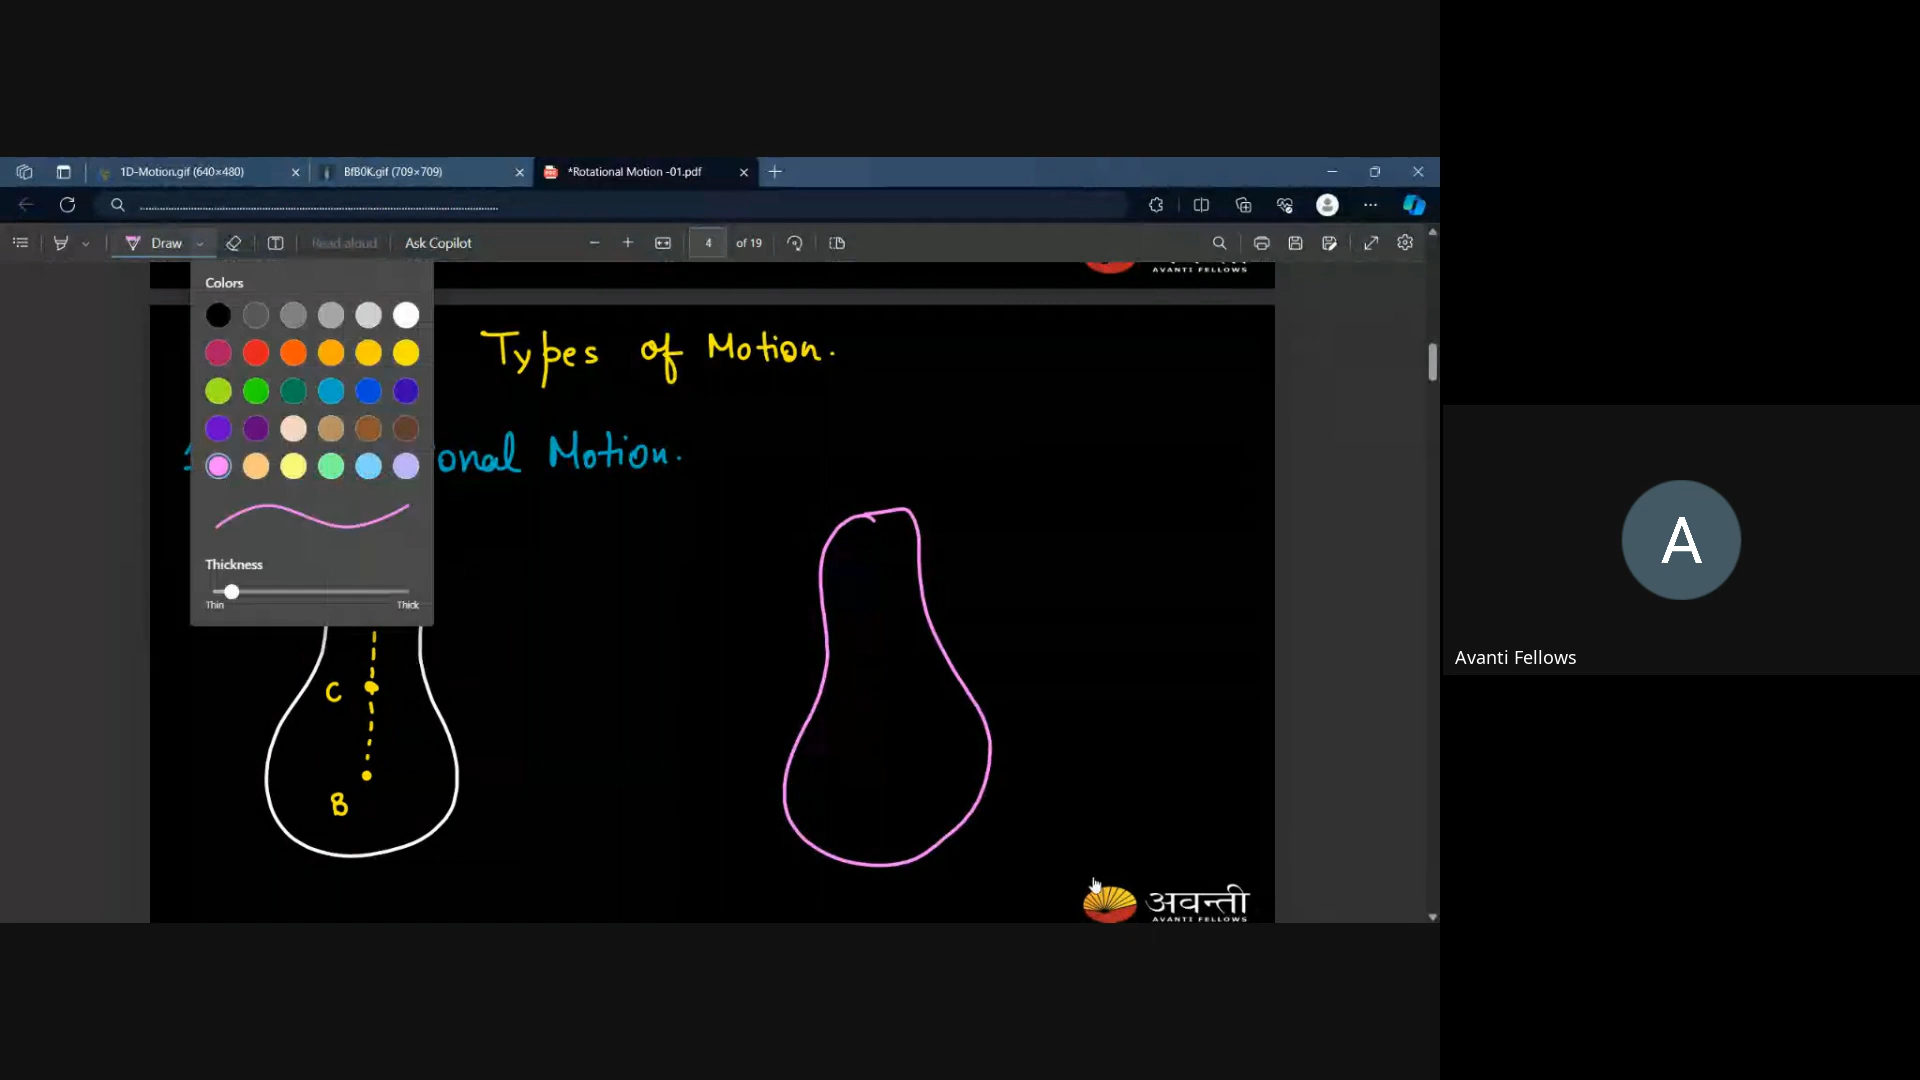 1D-Motion.gif (640×480)
BfB0K.gif (709×709)
*Rotational Motion -01.pdf
Draw
Read aloud
Ask Copilot
4 of 19
AVANTI FELLOWS
Colors
Types of Motion.
onal Motion.
Thickness
Thin
Thick
C
B
अवन्ती
AVANTI FELLOWS
A
Avanti Fellows